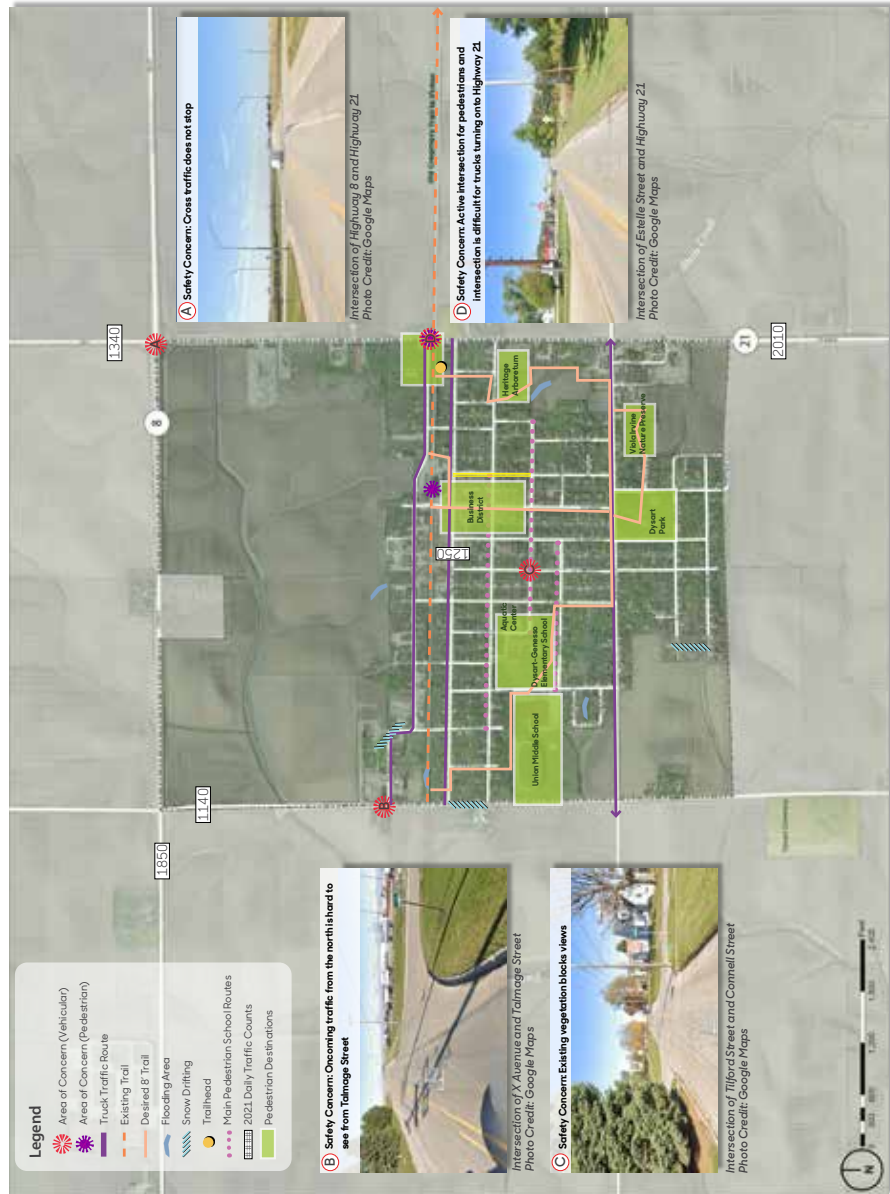 Legend
Area of Concern (Vehicular)
Area of Concern (Pedestrian)
Truck Traffic Route
Existing Trail
Desired 8' Trail
Flooding Area
Snow Drifting
Trailhead
Main Pedestrian School Routes
2021 Daily Traffic Counts
Pedestrian Destinations
B Safety Concern: Oncoming traffic from the north is hard to
see from Talmage Street
Intersection of X Avenue and Talmage Street
Photo Credit: Google Maps
C Safety Concern: Existing vegetation blocks views
Intersection of Tilford Street and Connell Street
Photo Credit: Google Maps
N
Feet
1850
1140
B
Union Middle School
Dysart-Geneseo
Elementary School
Aquatic
Center
C
1250
Business
District
Dysart
Park
Viola Irvine
Nature Preserve
Heritage
Arboretum
8
1340
A
21
2010
A Safety Concern: Cross traffic does not stop
Intersection of Highway 8 and Highway 21
Photo Credit: Google Maps
D Safety Concern: Active intersection for pedestrians and
intersection is difficult for trucks turning onto Highway 21
Intersection of Estelle Street and Highway 21
Photo Credit: Google Maps